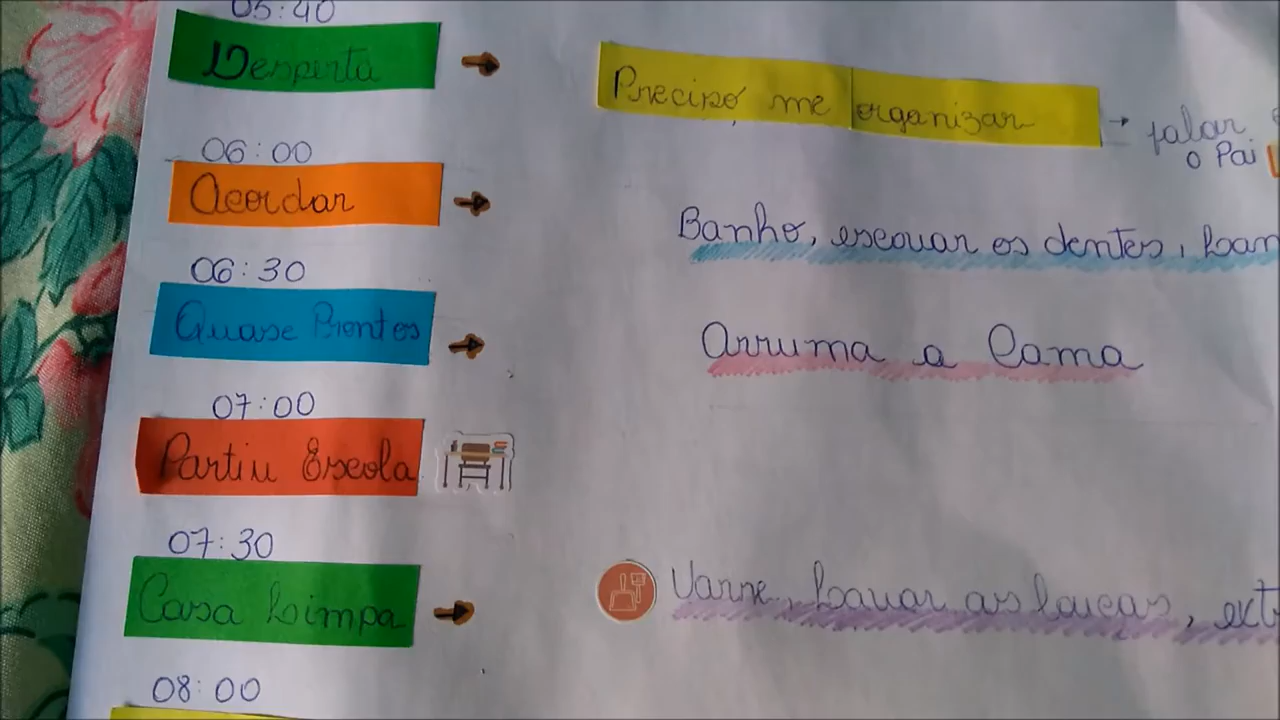 05:40
Desperta
Preciso me organizar
falar
o Pai
06:00
Acordar
Banho, escovar os dentes,
06:30
Quase Prontos
Arruma a Cama
07:00
Partiu Escola
07:30
Casa Limpa
Varre, Lavar as louças,
08:00